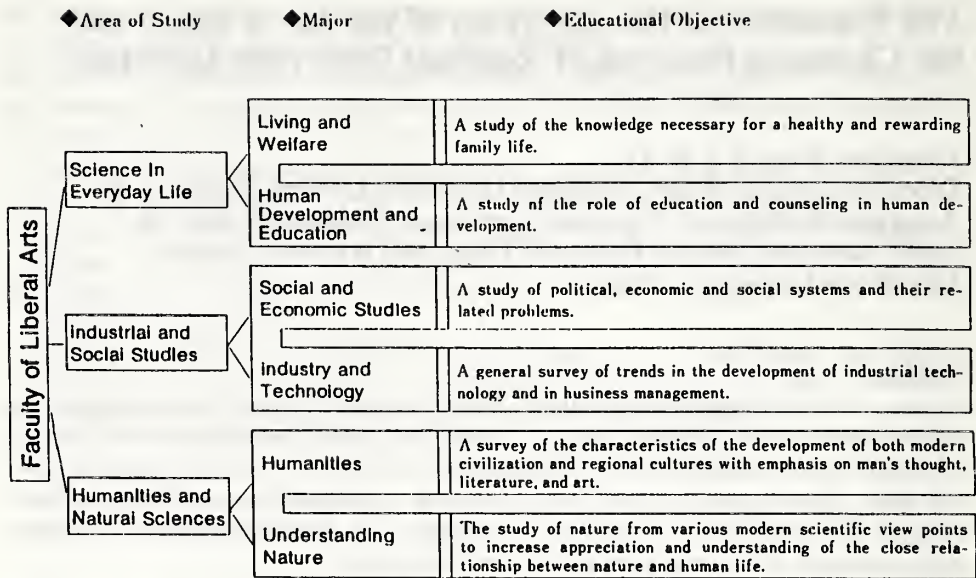 ◆Area of Study ◆Major ◆Educational Objective
Faculty of Liberal Arts
Science In
Everyday Life
Living and
Welfare
A study of the knowledge necessary for a healthy and rewarding
family life.
Human
Development and
Education
A study of the role of education and counseling in human de-
velopment.
Industrial and
Social Studies
Social and
Economic Studies
A study of political, economic and social systems and their re-
lated problems.
Industry and
Technology
A general survey of trends in the development of industrial tech-
nology and in business management.
Humanities and
Natural Sciences
Humanities
A survey of the characteristics of the development of both modern
civilization and regional cultures with emphasis on man's thought,
literature, and art.
Understanding
Nature
The study of nature from various modern scientific view points
to increase appreciation and understanding of the close rela-
tionship between nature and human life.